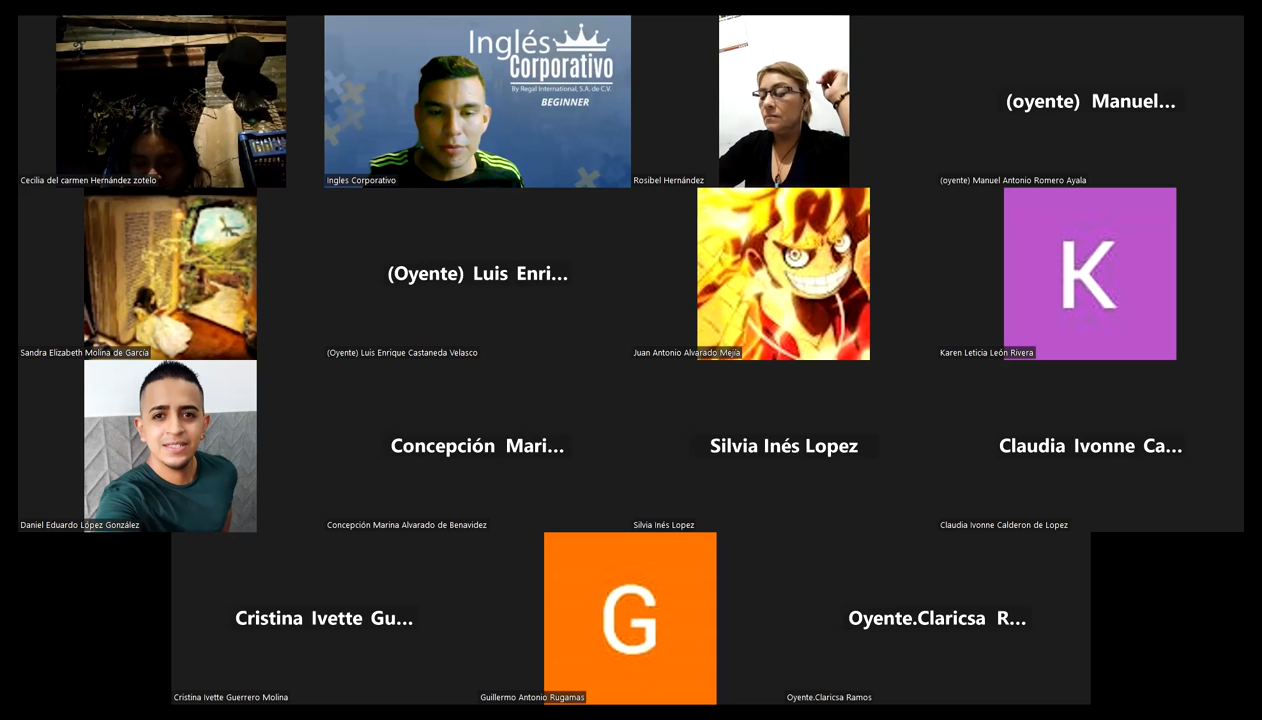 Inglés
Corporativo
By Regal International, S.A. de C.V.
BEGINNER
(oyente) Manuel...
Cecilia del carmen Hernández zotelo
Ingles Corporativo
Rosibel Hernández
(oyente) Manuel Antonio Romero Ayala
(Oyente) Luis Enri...
K
Sandra Elizabeth Molina de García
(Oyente) Luis Enrique Castaneda Velasco
Juan Antonio Alvarado Mejía
Karen Leticia León Rivera
Concepción Mari...
Silvia Inés Lopez
Claudia Ivonne Ca...
Daniel Eduardo López González
Concepción Marina Alvarado de Benavidez
Silvia Inés Lopez
Claudia Ivonne Calderon de Lopez
Cristina Ivette Gu...
G
Oyente.Claricsa R...
Cristina Ivette Guerrero Molina
Guillermo Antonio Rugamas
Oyente.Claricsa Ramos